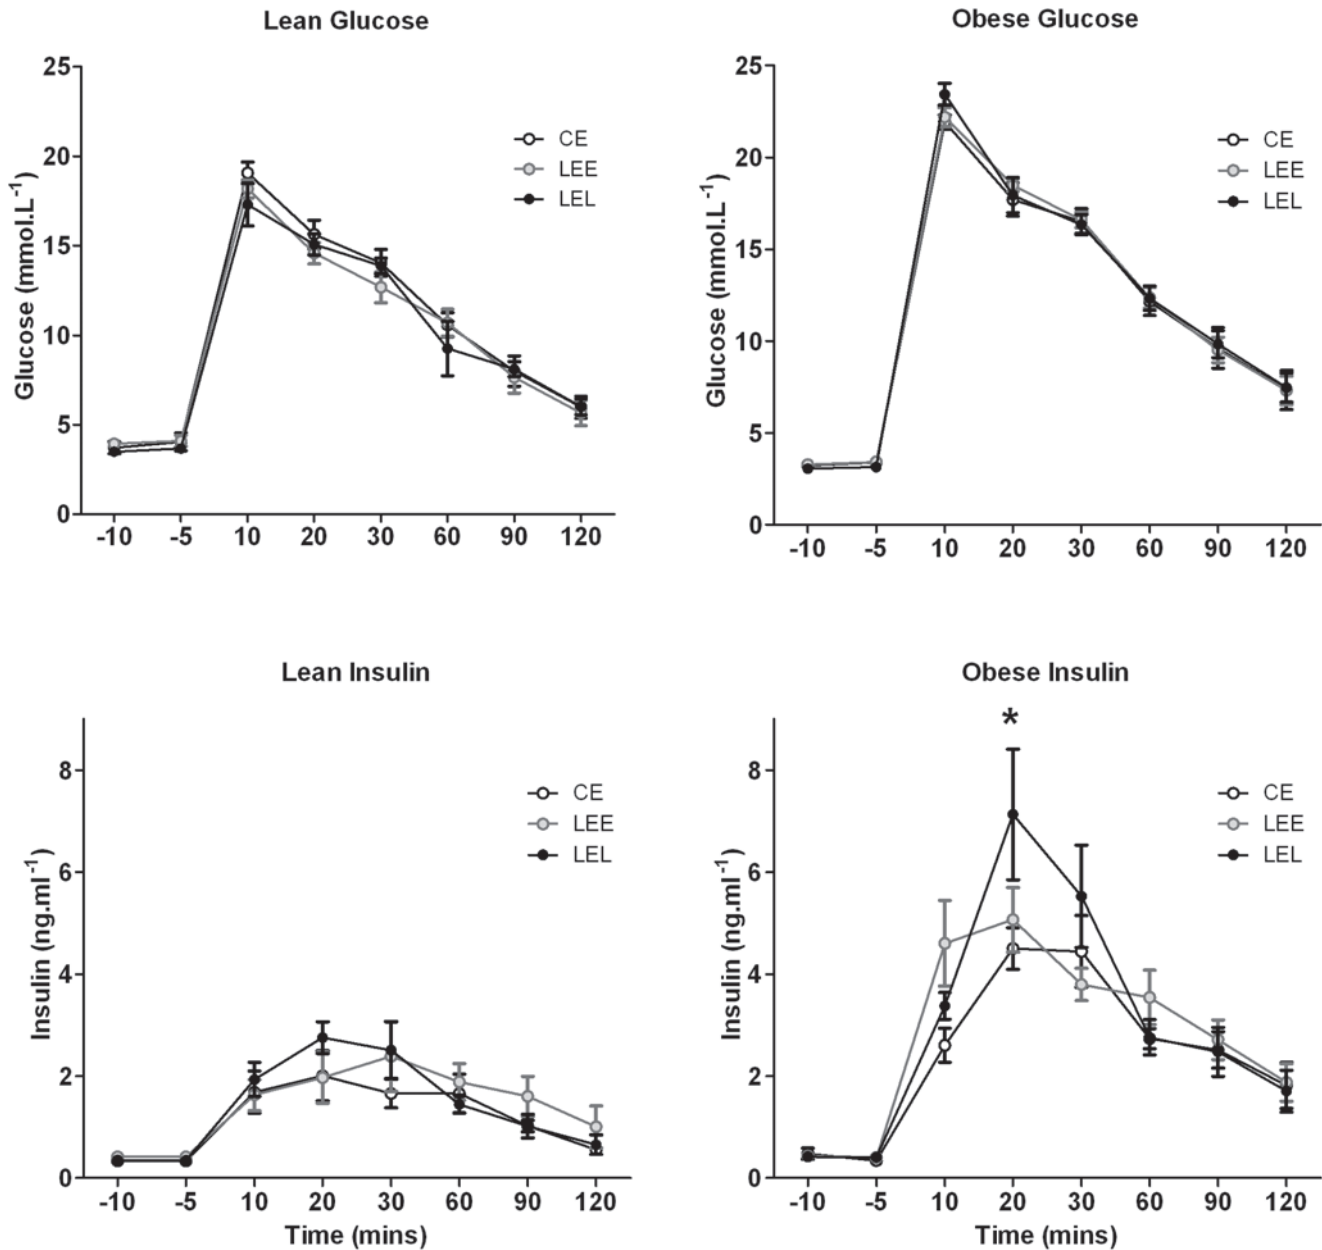 Lean Glucose
25
20
15
10
5
0
Glucose (mmol.L⁻¹)
CE
LEE
LEL
-10 -5 10 20 30 60 90 120
Obese Glucose
25
20
15
10
5
0
Glucose (mmol.L⁻¹)
CE
LEE
LEL
-10 -5 10 20 30 60 90 120
Lean Insulin
8
6
4
2
0
Insulin (ng.ml⁻¹)
CE
LEE
LEL
-10 -5 10 20 30 60 90 120
Time (mins)
Obese Insulin
*
8
6
4
2
0
Insulin (ng.ml⁻¹)
CE
LEE
LEL
-10 -5 10 20 30 60 90 120
Time (mins)